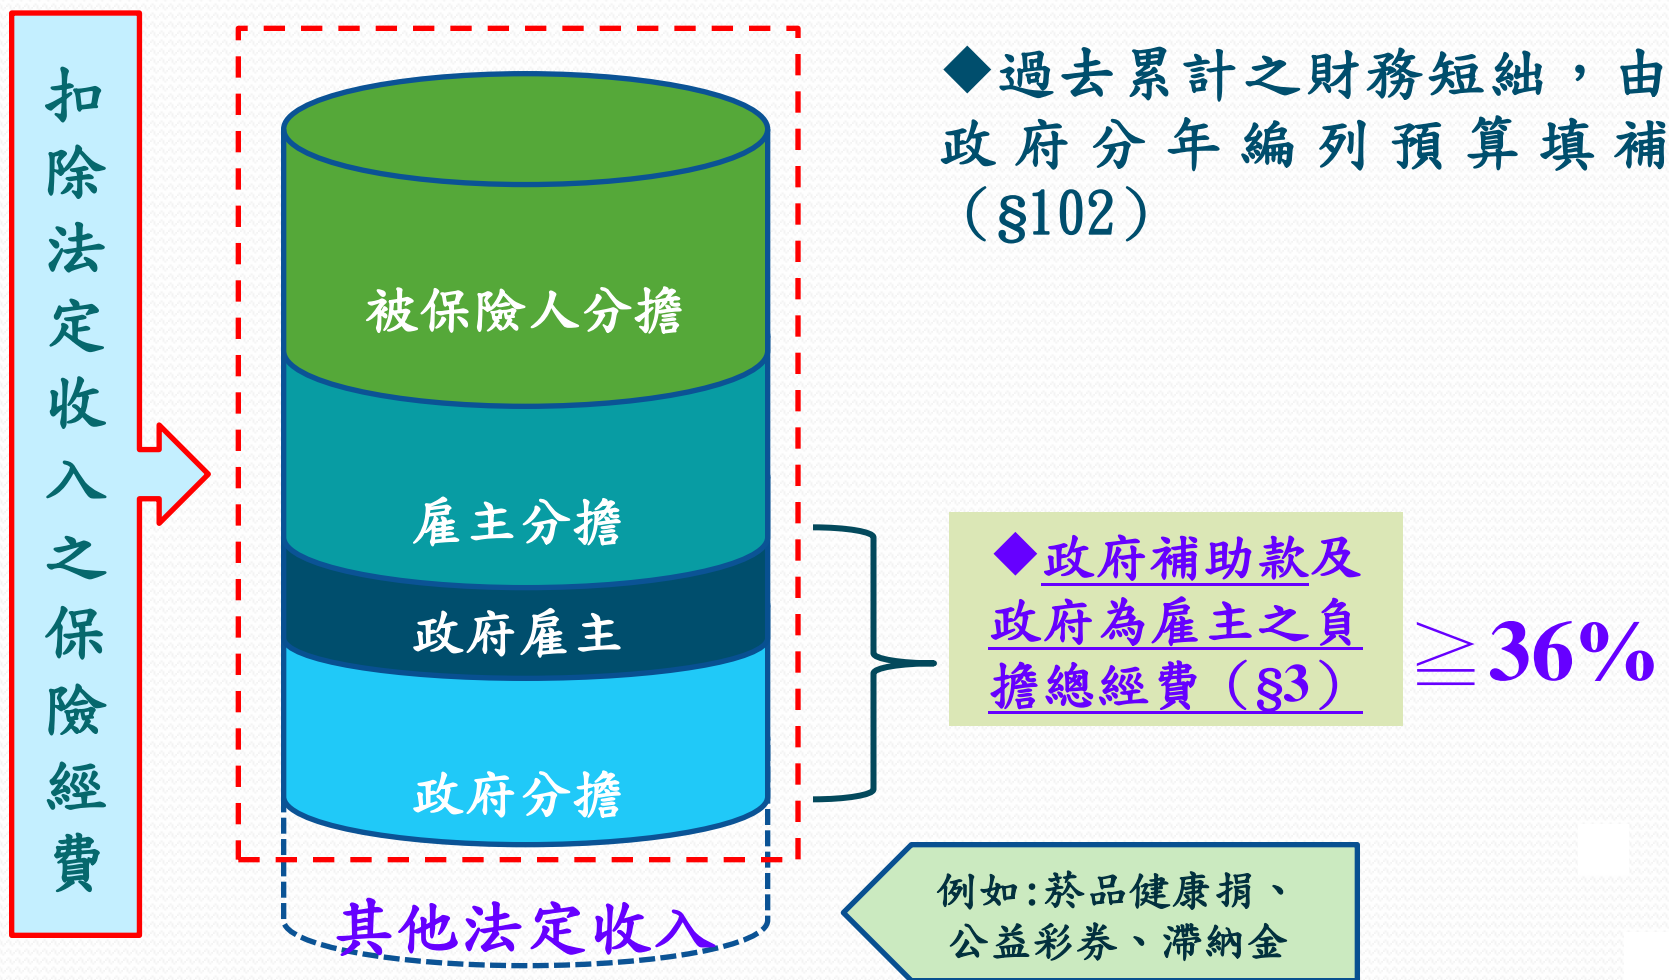 扣除法定收入之保險經費
被保險人分擔
雇主分擔
政府雇主
政府分擔
其他法定收入
◆過去累計之財務短絀，由
政府分年編列預算填補
（§102）
◆政府補助款及
政府為雇主之負
擔總經費（§3）
≧36%
例如:菸品健康捐、
公益彩券、滯納金